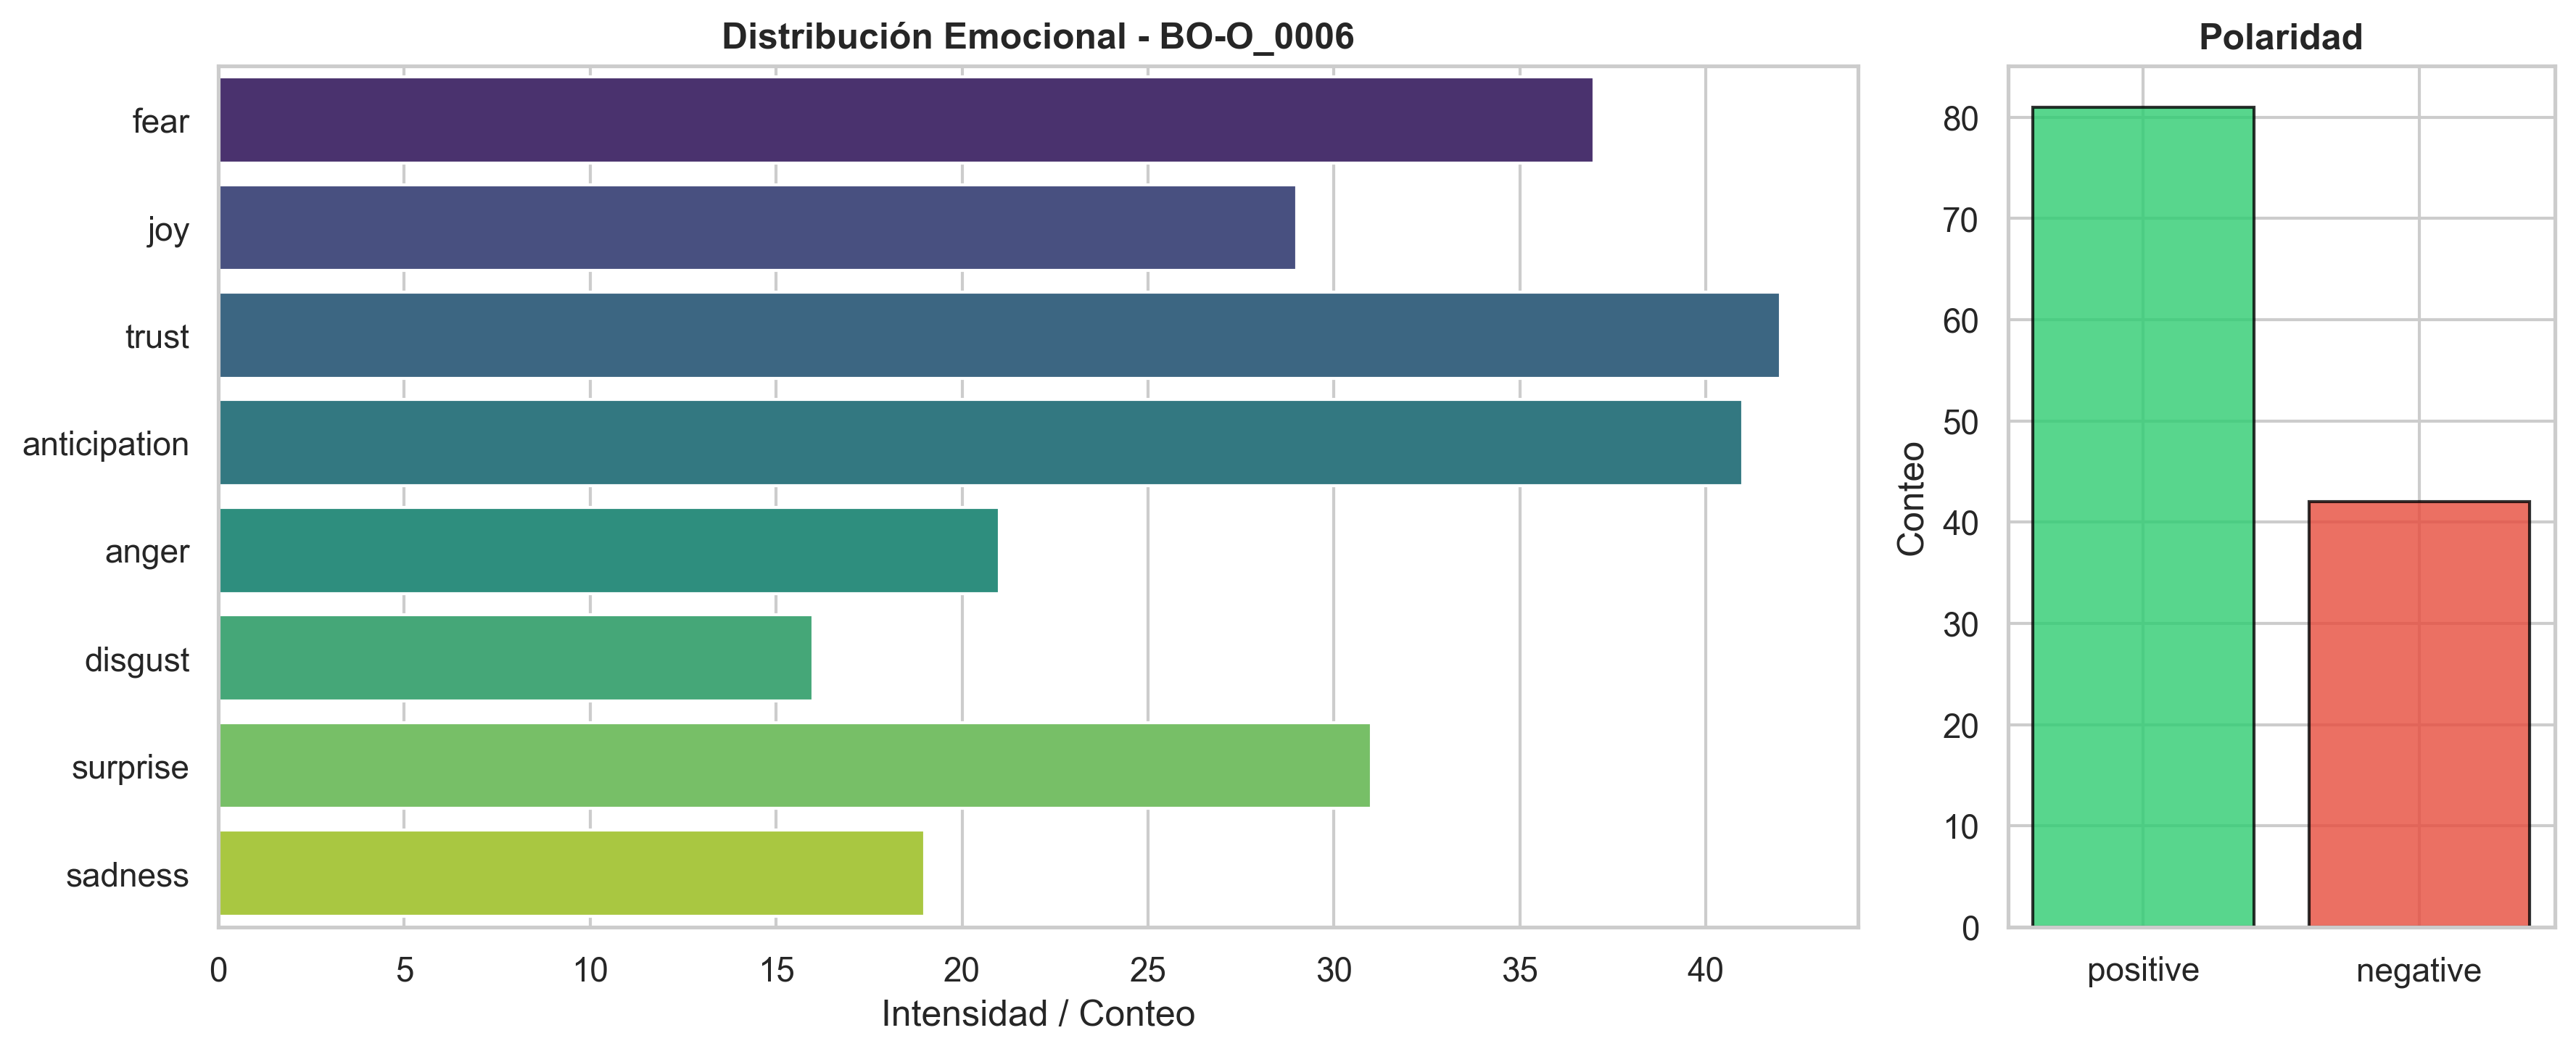 Distribución Emocional - BO-O_0006
fear
joy
trust
anticipation
anger
disgust
surprise
sadness
0 5 10 15 20 25 30 35 40
Intensidad / Conteo
Polaridad
Conteo
80
70
60
50
40
30
20
10
0
positive negative